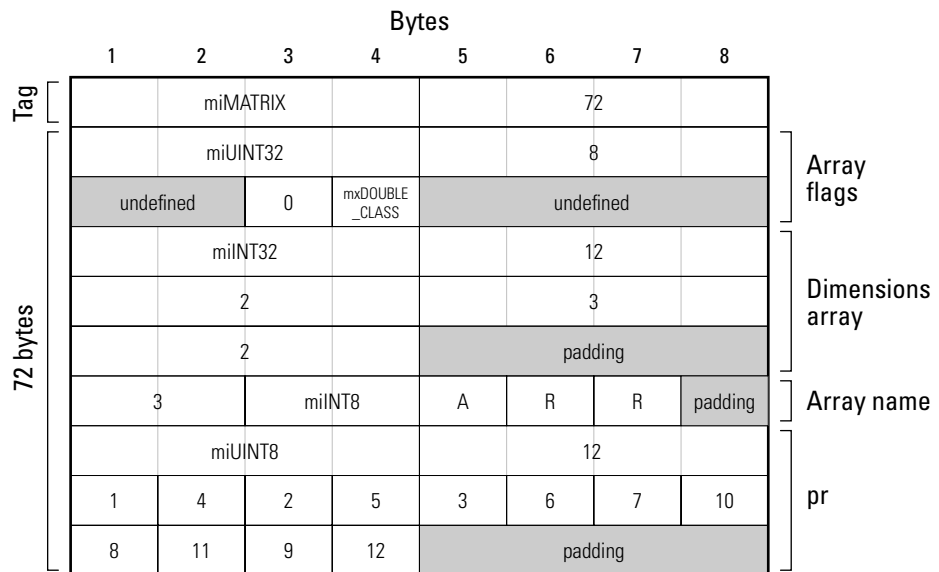 Bytes
1 2 3 4 5 6 7 8
Tag
miMATRIX 72
miUINT32 8
Array
flags
undefined 0 mxDOUBLE
_CLASS undefined
miINT32 12
2 3
Dimensions
array
2 padding
72 bytes
3 miINT8 A R R padding Array name
miUINT8 12
1 4 2 5 3 6 7 10 pr
8 11 9 12 padding